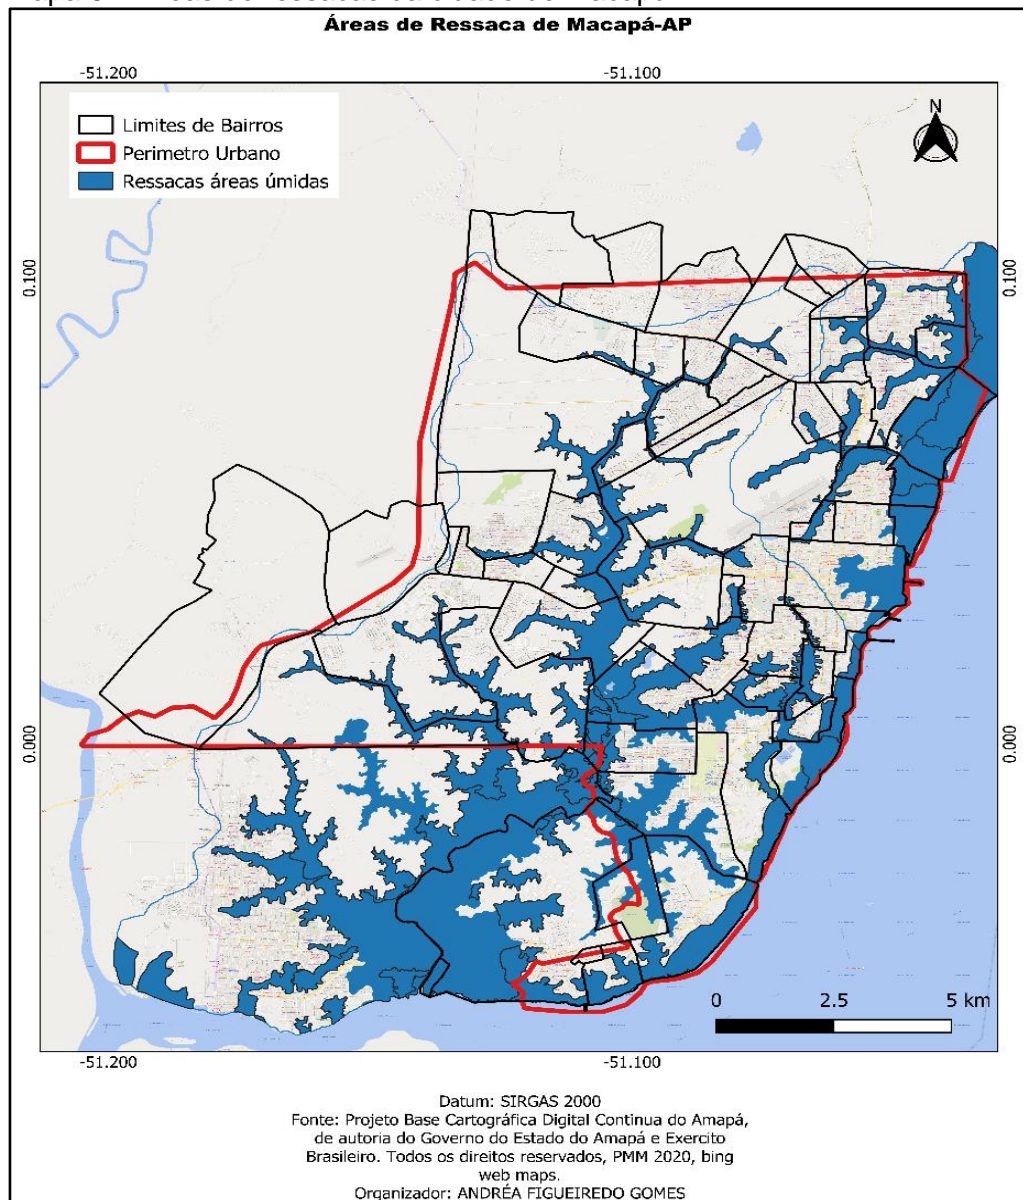 Áreas de Ressaca de Macapá-AP
-51.200
-51.100
Limites de Bairros
Perimetro Urbano
Ressacas áreas úmidas
N
0.100
0.100
0.000
0.000
0 2.5 5 km
-51.200
-51.100
Datum: SIRGAS 2000
Fonte: Projeto Base Cartográfica Digital Continua do Amapá,
de autoria do Governo do Estado do Amapá e Exercito
Brasileiro. Todos os direitos reservados, PMM 2020, bing
web maps.
Organizador: ANDRÉA FIGUEIREDO GOMES